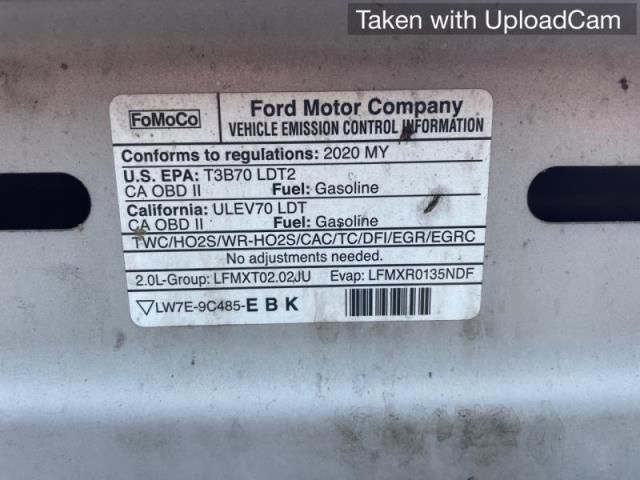 Taken with UploadCam
FoMoCo
Ford Motor Company
VEHICLE EMISSION CONTROL INFORMATION
Conforms to regulations: 2020 MY
U.S. EPA: T3B70 LDT2
CA OBD II Fuel: Gasoline
California: ULEV70 LDT
CA OBD II Fuel: Gasoline
TWC/HO2S/WR-HO2S/CAC/TC/DFI/EGR/EGRC
No adjustments needed.
2.0L-Group: LFMXT02.02JU Evap: LFMXR0135NDF
LW7E-9C485-E B K